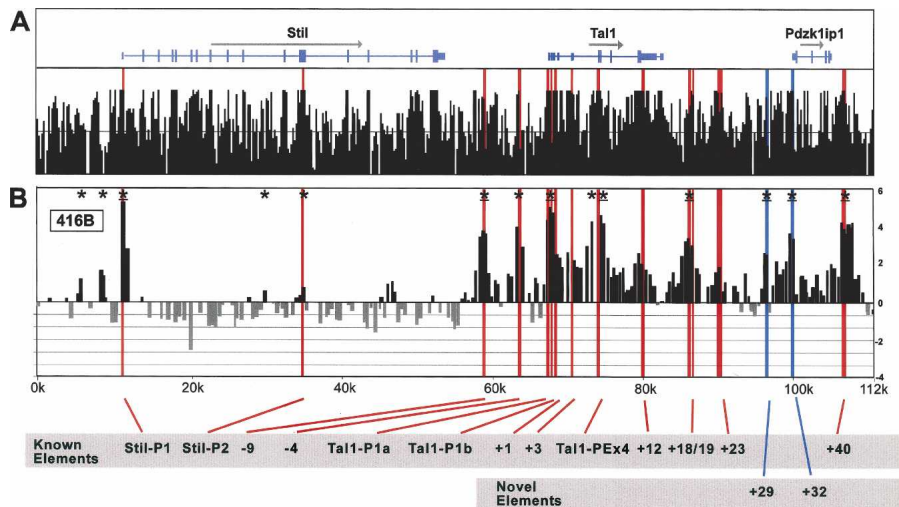 A
Stil
Tal1
Pdzk1ip1
B
416B
* * * * * * * * * * * * * *
6
4
2
0
-2
-4
0k 20k 40k 60k 80k 100k 112k
Known Elements
Stil-P1 Stil-P2 -9 -4 Tal1-P1a Tal1-P1b +1 +3 Tal1-PEx4 +12 +18/19 +23 +40
Novel Elements
+29 +32